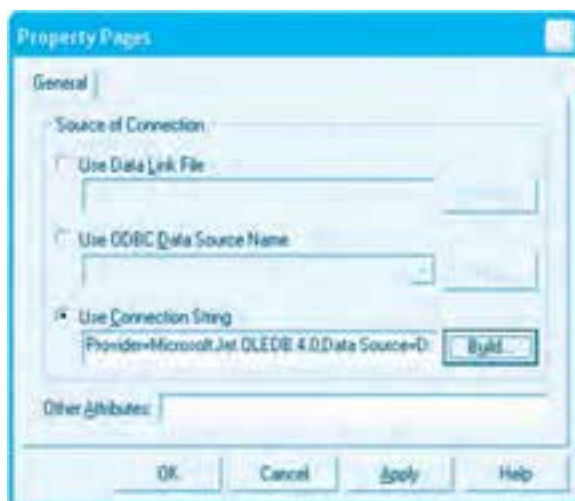 Property Pages
General
Source of Connection
Use Data Link File
Use ODBC Data Source Name
Use Connection String
Provider=Microsoft.Jet.OLEDB.4.0;Data Source=D:
Build...
Other Attributes:
OK
Cancel
Apply
Help